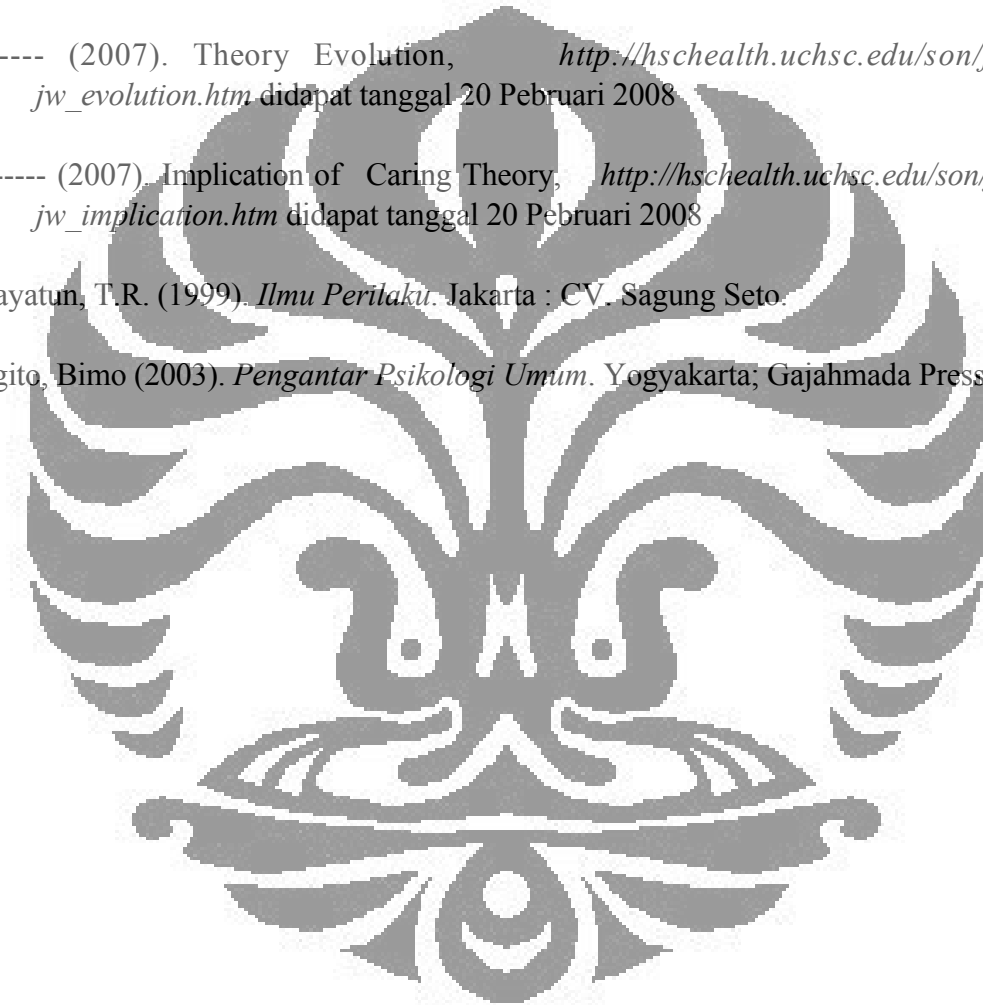 ---- (2007). Theory Evolution, http://hschealth.uchsc.edu/son/
jw_evolution.htm didapat tanggal 20 Pebruari 2008
---- (2007). Implication of Caring Theory, http://hschealth.uchsc.edu/son/
jw_implication.htm didapat tanggal 20 Pebruari 2008
ayatun, T.R. (1999). Ilmu Perilaku. Jakarta : CV. Sagung Seto.
gito, Bimo (2003). Pengantar Psikologi Umum. Yogyakarta; Gajahmada Press